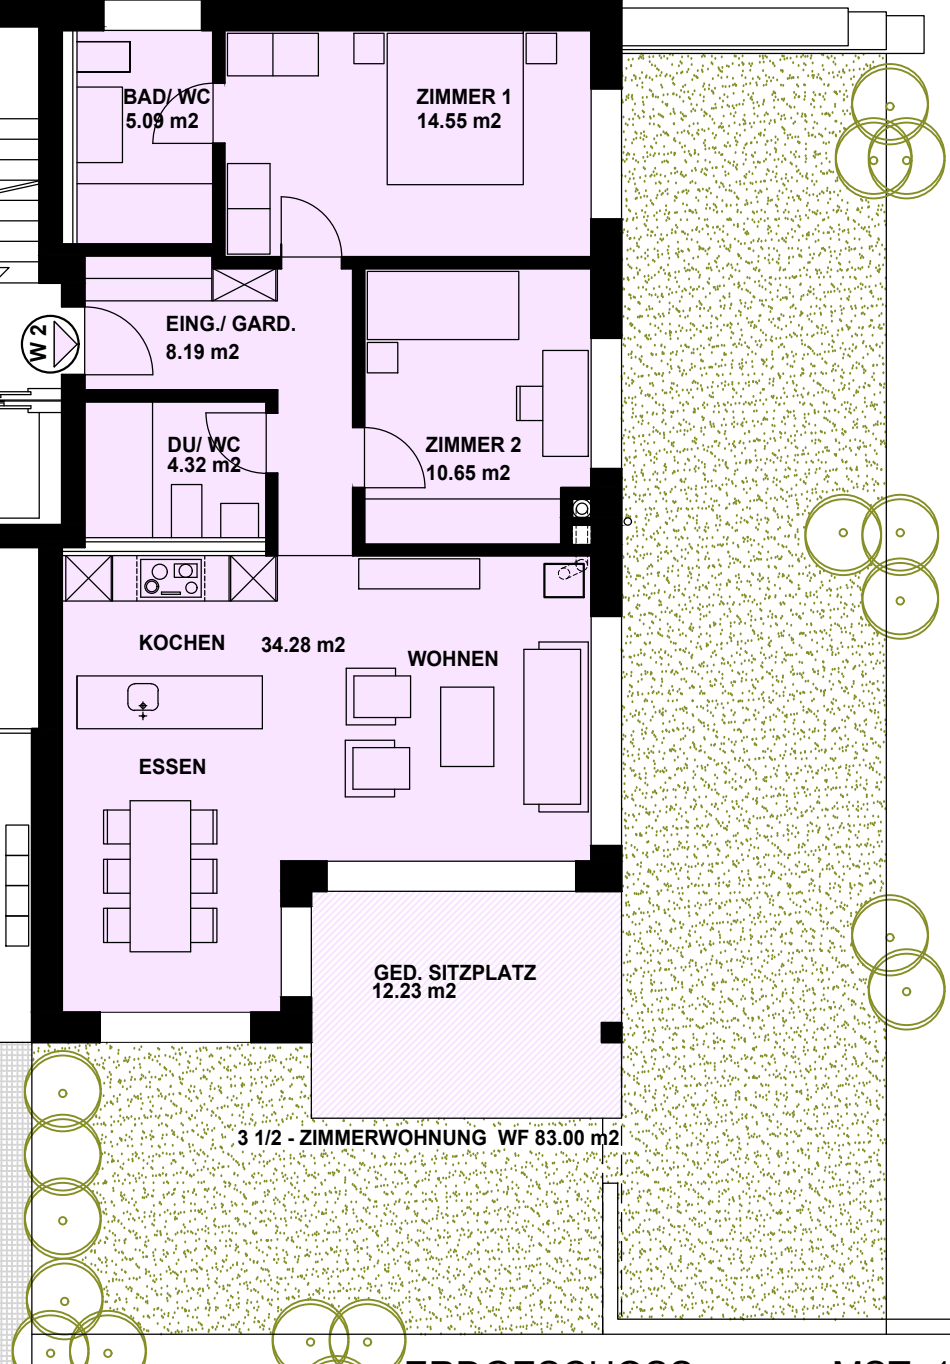 BAD/ WC
5.09 m2
ZIMMER 1
14.55 m2
EING./ GARD.
8.19 m2
W 2
DU/ WC
4.32 m2
ZIMMER 2
10.65 m2
KOCHEN
34.28 m2
WOHNEN
ESSEN
GED. SITZPLATZ
12.23 m2
3 1/2 - ZIMMERWOHNUNG WF 83.00 m2